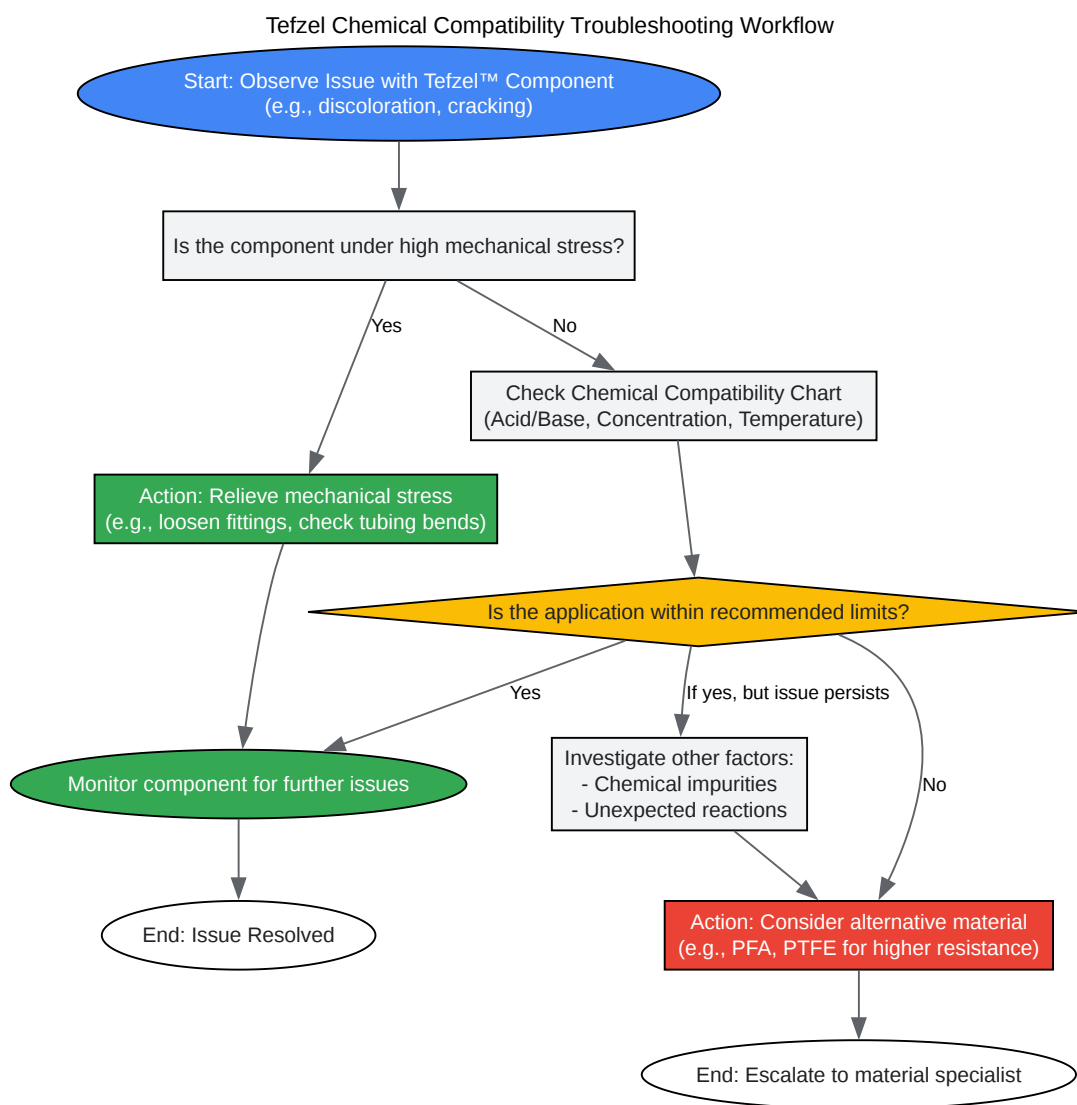 Tefzel Chemical Compatibility Troubleshooting Workflow
Start: Observe Issue with Tefzel™ Component
(e.g., discoloration, cracking)
Is the component under high mechanical stress?
Yes
No
Check Chemical Compatibility Chart
(Acid/Base, Concentration, Temperature)
Action: Relieve mechanical stress
(e.g., loosen fittings, check tubing bends)
Is the application within recommended limits?
Yes
If yes, but issue persists
No
Investigate other factors:
- Chemical impurities
- Unexpected reactions
Monitor component for further issues
End: Issue Resolved
Action: Consider alternative material
(e.g., PFA, PTFE for higher resistance)
End: Escalate to material specialist